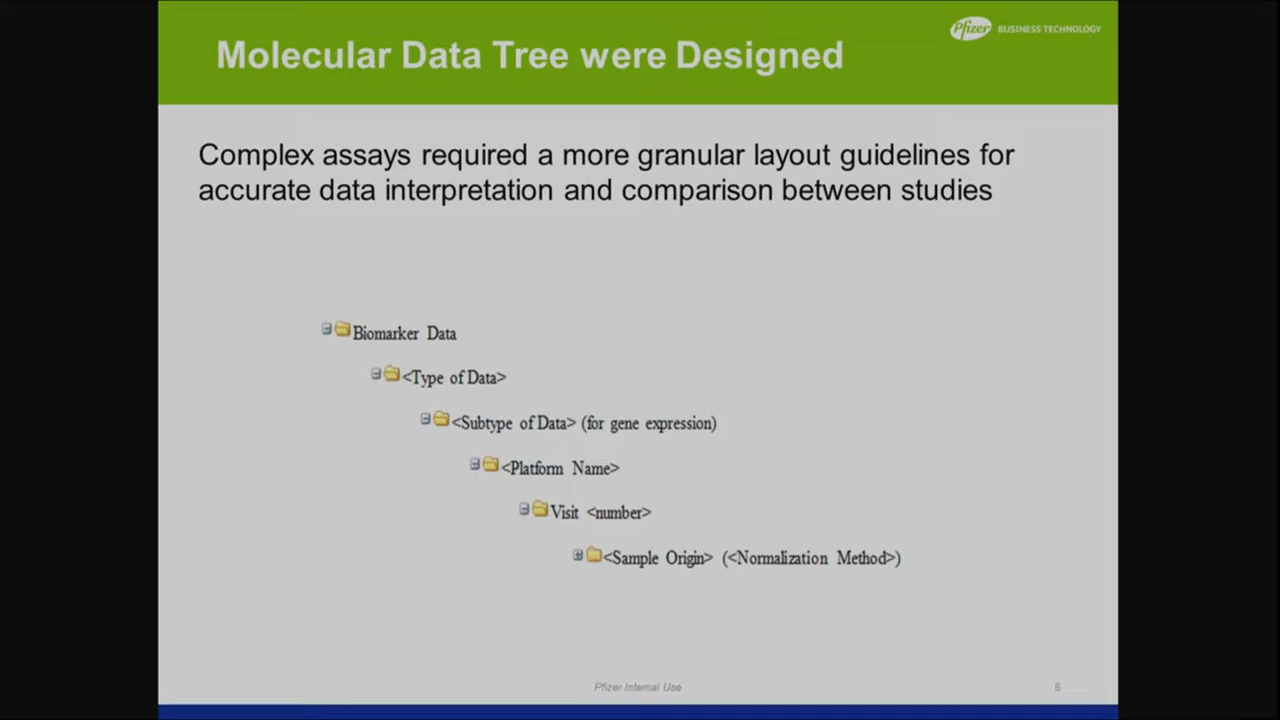 Pfizer BUSINESS TECHNOLOGY
Molecular Data Tree were Designed
Complex assays required a more granular layout guidelines for
accurate data interpretation and comparison between studies
Biomarker Data
<Type of Data>
<Subtype of Data> (for gene expression)
<Platform Name>
Visit <number>
<Sample Origin> (<Normalization Method>)
Pfizer Internal Use
6